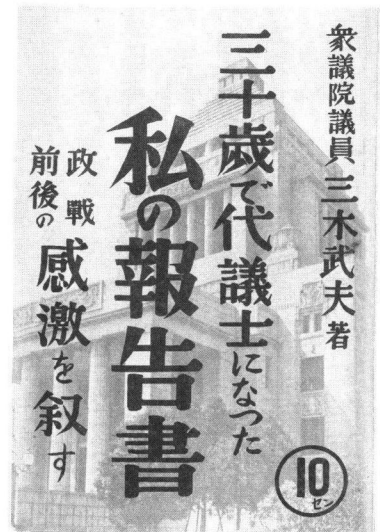 衆議院議員三木武夫著
三十歳で代議士になつた
私の報告書
政戰前後の感激を叙す
10セン